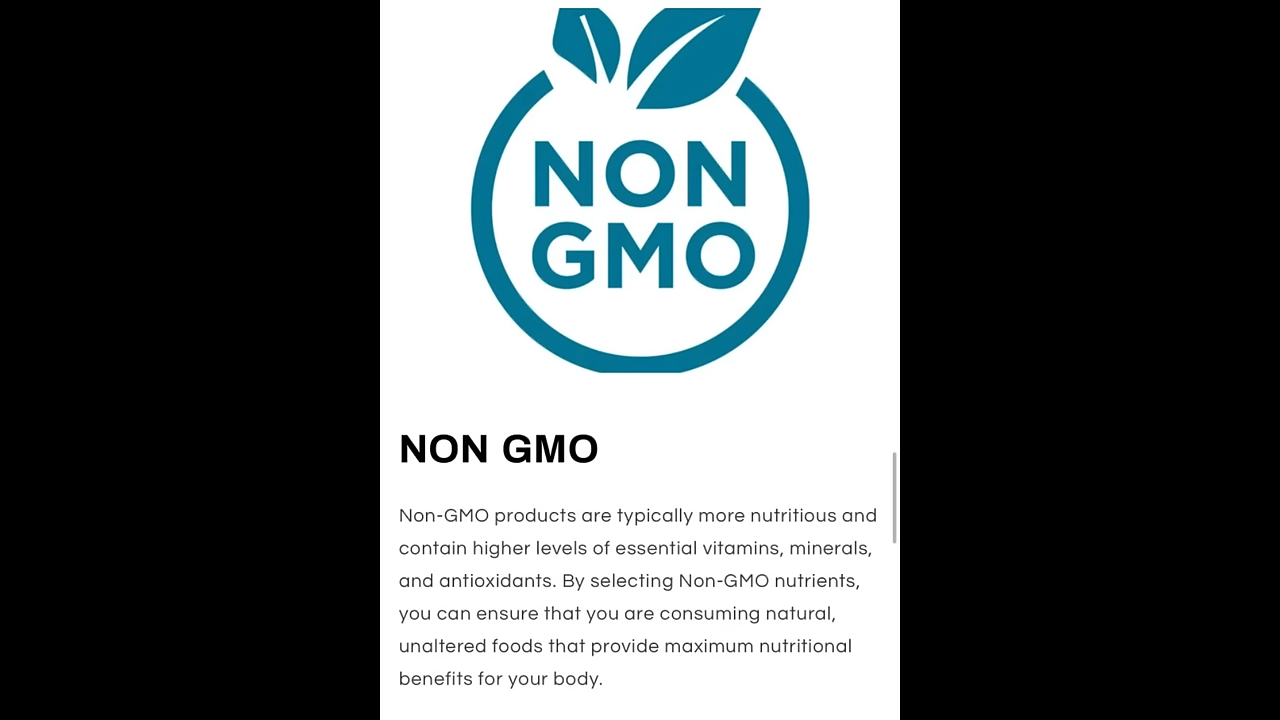 NON
GMO
NON GMO
Non-GMO products are typically more nutritious and
contain higher levels of essential vitamins, minerals,
and antioxidants. By selecting Non-GMO nutrients,
you can ensure that you are consuming natural,
unaltered foods that provide maximum nutritional
benefits for your body.